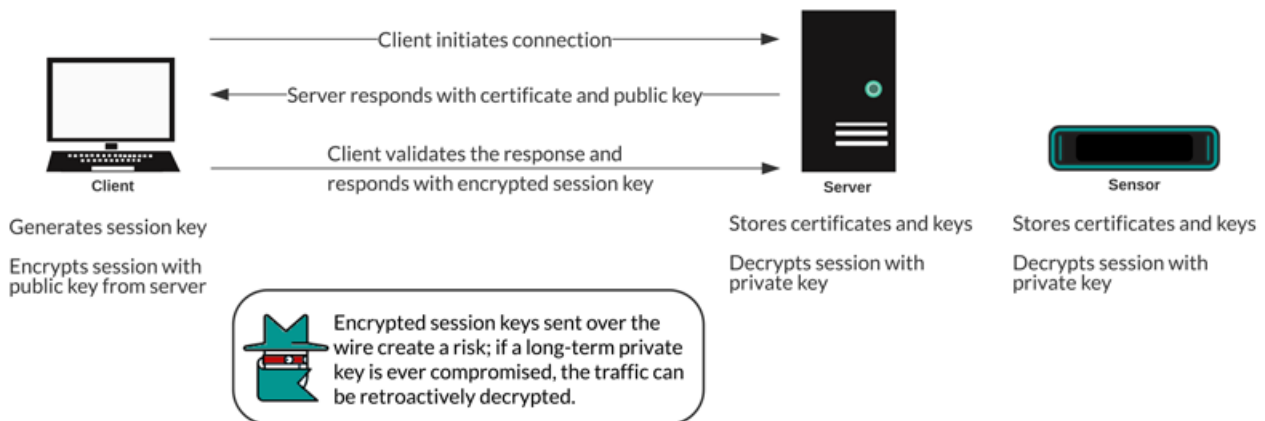 Client initiates connection
Server responds with certificate and public key
Client validates the response and
responds with encrypted session key
Client
Server
Sensor
Generates session key
Encrypts session with
public key from server
Stores certificates and keys
Decrypts session with
private key
Stores certificates and keys
Decrypts session with
private key
Encrypted session keys sent over the
wire create a risk; if a long-term private
key is ever compromised, the traffic can
be retroactively decrypted.